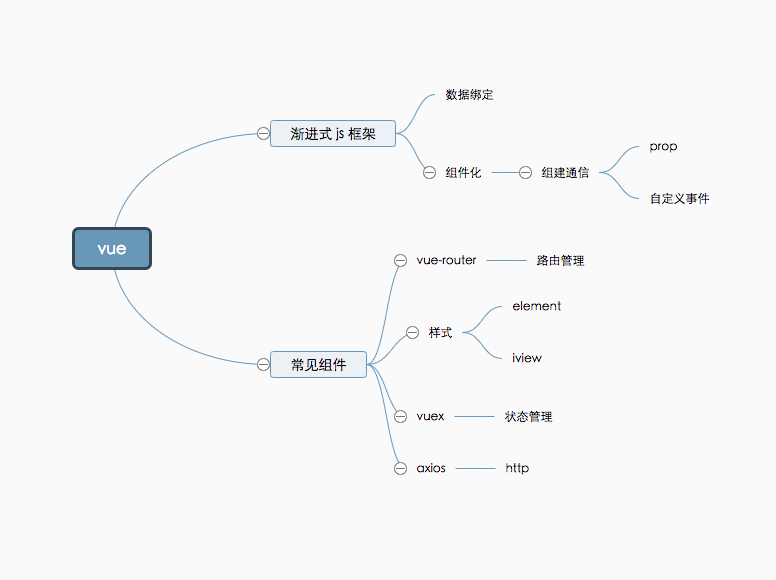 vue
渐进式 js 框架
数据绑定
组件化
组建通信
prop
自定义事件
常见组件
vue-router
路由管理
样式
element
iview
vuex
状态管理
axios
http